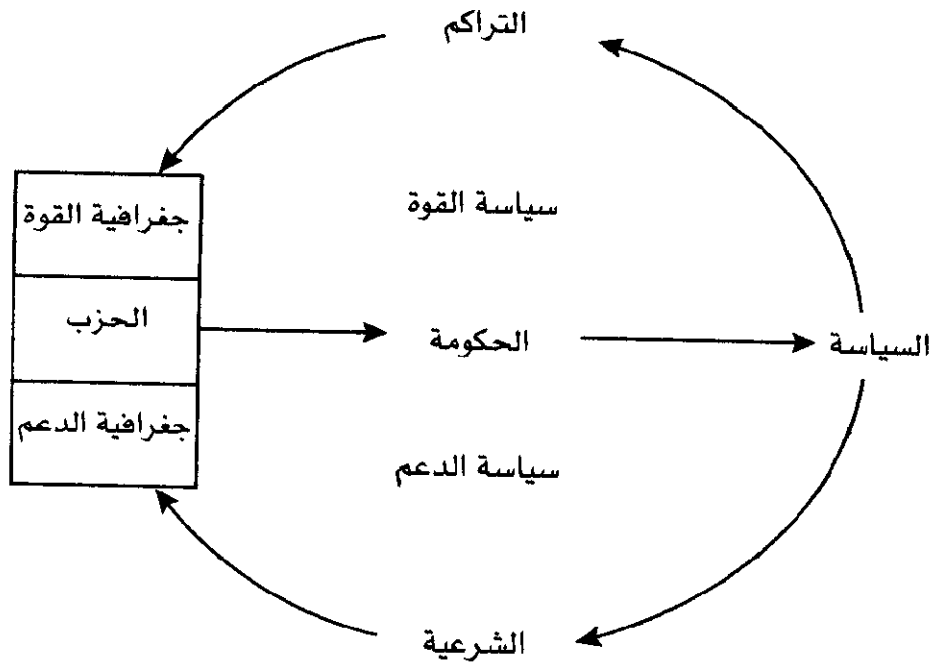 التراكم
سياسة القوة
جغرافية القوة
السياسة
الحكومة
الحزب
سياسة الدعم
جغرافية الدعم
الشرعية